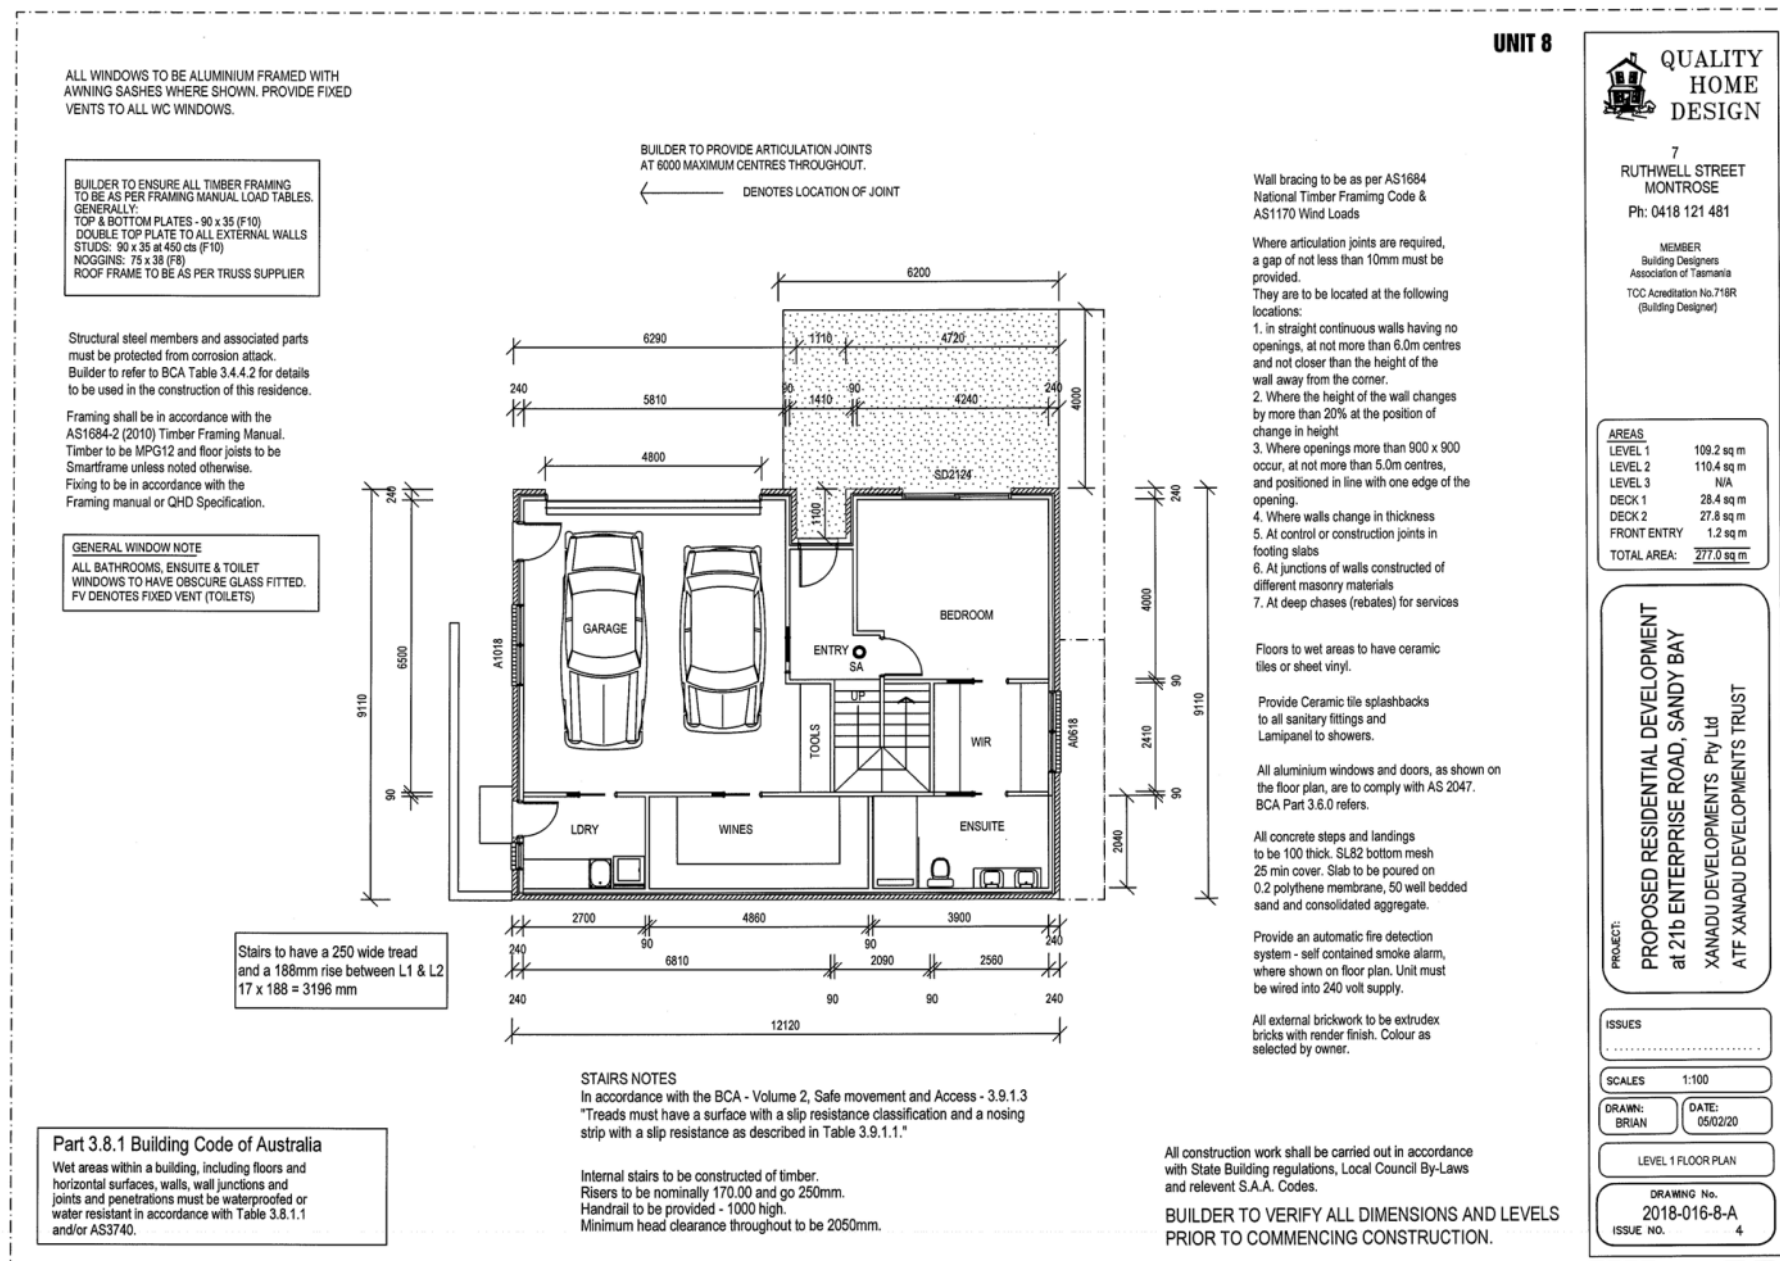 UNIT 8
ALL WINDOWS TO BE ALUMINIUM FRAMED WITH
AWNING SASHES WHERE SHOWN. PROVIDE FIXED
VENTS TO ALL WC WINDOWS.
BUILDER TO ENSURE ALL TIMBER FRAMING
TO BE AS PER FRAMING MANUAL LOAD TABLES.
GENERALLY:
TOP & BOTTOM PLATES - 90 x 35 (F10)
DOUBLE TOP PLATE TO ALL EXTERNAL WALLS
STUDS: 90 x 35 at 450 cts (F10)
NOGGINS: 75 x 38 (F8)
ROOF FRAME TO BE AS PER TRUSS SUPPLIER
Structural steel members and associated parts
must be protected from corrosion attack.
Builder to refer to BCA Table 3.4.4.2 for details
to be used in the construction of this residence.
Framing shall be in accordance with the
AS1684-2 (2010) Timber Framing Manual.
Timber to be MPG12 and floor joists to be
Smartframe unless noted otherwise.
Fixing to be in accordance with the
Framing manual or QHD Specification.
GENERAL WINDOW NOTE
ALL BATHROOMS, ENSUITE & TOILET
WINDOWS TO HAVE OBSCURE GLASS FITTED.
FV DENOTES FIXED VENT (TOILETS)
BUILDER TO PROVIDE ARTICULATION JOINTS
AT 6000 MAXIMUM CENTRES THROUGHOUT.
DENOTES LOCATION OF JOINT
6200
6290
1710
4720
240
90
90
240
5810
1410
4240
4000
4800
SD2124
240
240
1100
GARAGE
BEDROOM
ENTRY
SA
A1018
6500
9110
4000
90
9110
UP
TOOLS
WIR
A0618
2410
90
90
LDRY
WINES
ENSUITE
2040
2700
4860
3900
240
90
90
240
6810
2090
2560
240
90
90
240
12120
Stairs to have a 250 wide tread
and a 188mm rise between L1 & L2
17 x 188 = 3196 mm
STAIRS NOTES
In accordance with the BCA - Volume 2, Safe movement and Access - 3.9.1.3
"Treads must have a surface with a slip resistance classification and a nosing
strip with a slip resistance as described in Table 3.9.1.1."
Internal stairs to be constructed of timber.
Risers to be nominally 170.00 and go 250mm.
Handrail to be provided - 1000 high.
Minimum head clearance throughout to be 2050mm.
Part 3.8.1 Building Code of Australia
Wet areas within a building, including floors and
horizontal surfaces, walls, wall junctions and
joints and penetrations must be waterproofed or
water resistant in accordance with Table 3.8.1.1
and/or AS3740.
Wall bracing to be as per AS1684
National Timber Framimg Code &
AS1170 Wind Loads
Where articulation joints are required,
a gap of not less than 10mm must be
provided.
They are to be located at the following
locations:
1. in straight continuous walls having no
openings, at not more than 6.0m centres
and not closer than the height of the
wall away from the corner.
2. Where the height of the wall changes
by more than 20% at the position of
change in height
3. Where openings more than 900 x 900
occur, at not more than 5.0m centres,
and positioned in line with one edge of the
opening.
4. Where walls change in thickness
5. At control or construction joints in
footing slabs
6. At junctions of walls constructed of
different masonry materials
7. At deep chases (rebates) for services
Floors to wet areas to have ceramic
tiles or sheet vinyl.
Provide Ceramic tile splashbacks
to all sanitary fittings and
Lamipanel to showers.
All aluminium windows and doors, as shown on
the floor plan, are to comply with AS 2047.
BCA Part 3.6.0 refers.
All concrete steps and landings
to be 100 thick. SL82 bottom mesh
25 min cover. Slab to be poured on
0.2 polythene membrane, 50 well bedded
sand and consolidated aggregate.
Provide an automatic fire detection
system - self contained smoke alarm,
where shown on floor plan. Unit must
be wired into 240 volt supply.
All external brickwork to be extrudex
bricks with render finish. Colour as
selected by owner.
All construction work shall be carried out in accordance
with State Building regulations, Local Council By-Laws
and relevent S.A.A. Codes.
BUILDER TO VERIFY ALL DIMENSIONS AND LEVELS
PRIOR TO COMMENCING CONSTRUCTION.
QUALITY
HOME
DESIGN
7
RUTHWELL STREET
MONTROSE
Ph: 0418 121 481
MEMBER
Building Designers
Association of Tasmania
TCC Acreditation No.718R
(Building Designer)
AREAS
LEVEL 1 109.2 sq m
LEVEL 2 110.4 sq m
LEVEL 3 N/A
DECK 1 28.4 sq m
DECK 2 27.8 sq m
FRONT ENTRY 1.2 sq m
TOTAL AREA: 277.0 sq m
PROJECT:
PROPOSED RESIDENTIAL DEVELOPMENT
at 21b ENTERPRISE ROAD, SANDY BAY
XANADU DEVELOPMENTS Pty Ltd
ATF XANADU DEVELOPMENTS TRUST
ISSUES
SCALES 1:100
DRAWN:
BRIAN
DATE:
05/02/20
LEVEL 1 FLOOR PLAN
DRAWING No.
2018-016-8-A
ISSUE NO. 4